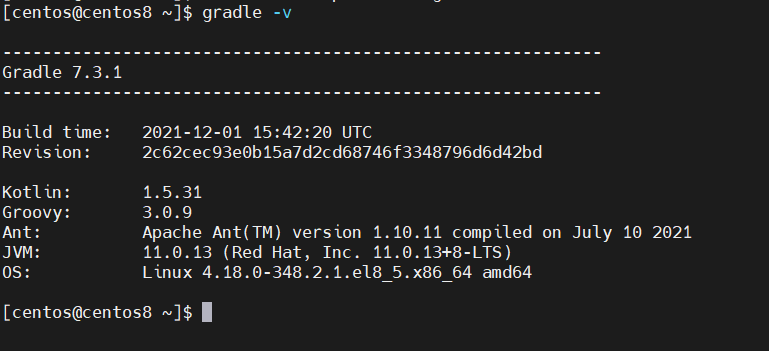 [centos@centos8 ~]$ gradle -v
------------------------------------------------------------
Gradle 7.3.1
------------------------------------------------------------
Build time:   2021-12-01 15:42:20 UTC
Revision:     2c62cec93e0b15a7d2cd68746f3348796d6d42bd
Kotlin:       1.5.31
Groovy:       3.0.9
Ant:          Apache Ant(TM) version 1.10.11 compiled on July 10 2021
JVM:          11.0.13 (Red Hat, Inc. 11.0.13+8-LTS)
OS:           Linux 4.18.0-348.2.1.el8_5.x86_64 amd64
[centos@centos8 ~]$